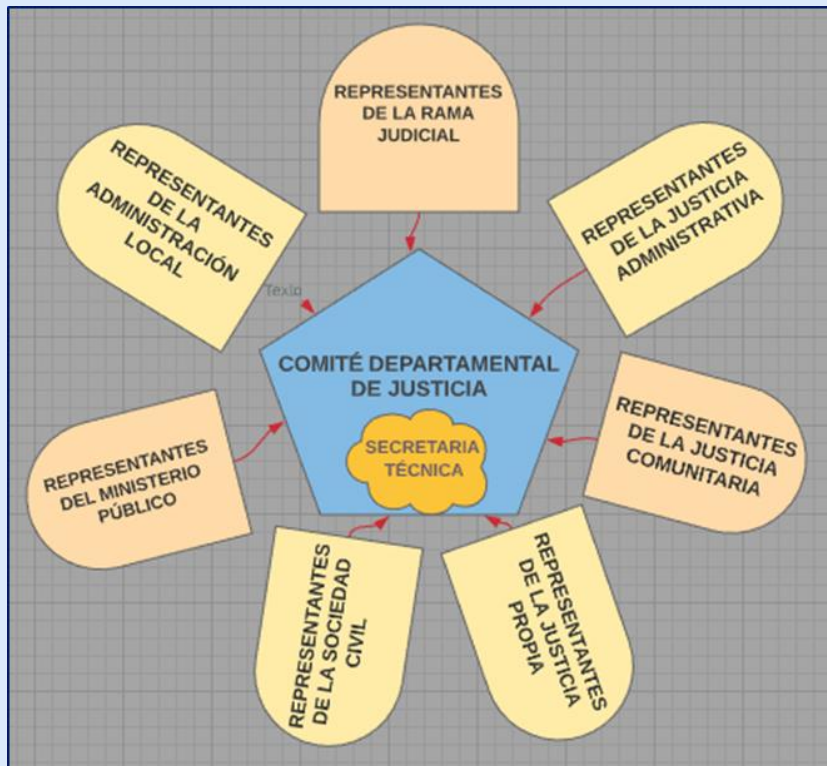 REPRESENTANTES
DE LA RAMA
JUDICIAL
REPRESENTANTES
DE LA
ADMINISTRACIÓN
LOCAL
REPRESENTANTES
DE LA JUSTICIA
ADMINISTRATIVA
COMITÉ DEPARTAMENTAL
DE JUSTICIA
SECRETARIA
TÉCNICA
REPRESENTANTES
DE LA JUSTICIA
COMUNITARIA
REPRESENTANTES
DEL MINISTERIO
PÚBLICO
REPRESENTANTES
DE LA SOCIEDAD
CIVIL
REPRESENTANTES
DE LA JUSTICIA
PROPIA